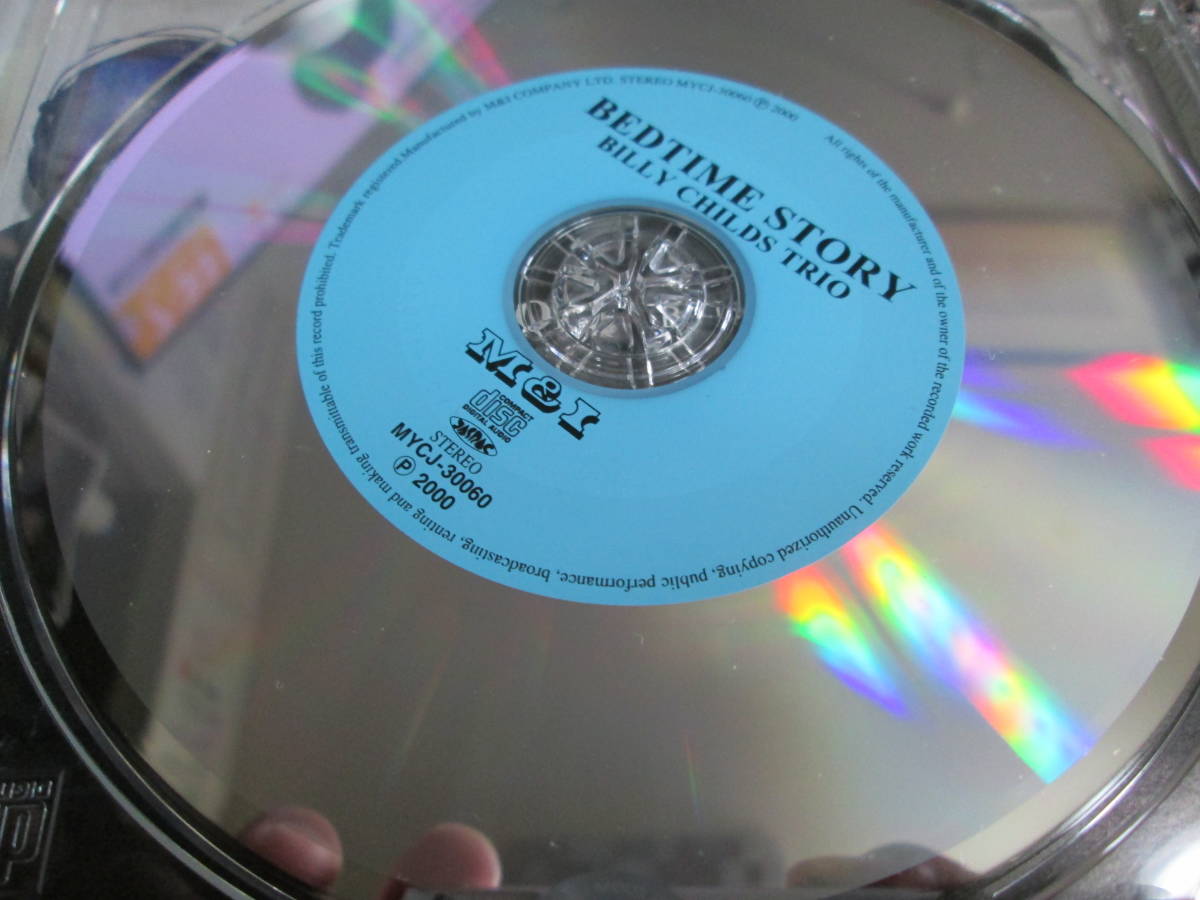 BEDTIME STORY
BILLY CHILDS TRIO
M&I
COMPACT
disc
DIGITAL AUDIO
JASRAC
STEREO
MYCJ-30060
Ⓟ 2000
All rights of the manufacturer and of the owner of the recorded work reserved. Unauthorized copying, public performance, broadcasting, renting and making transmittable of this record prohibited. Trademark registered. Manufactured by M&I COMPANY LTD. STEREO MYCJ-30060 Ⓟ 2000